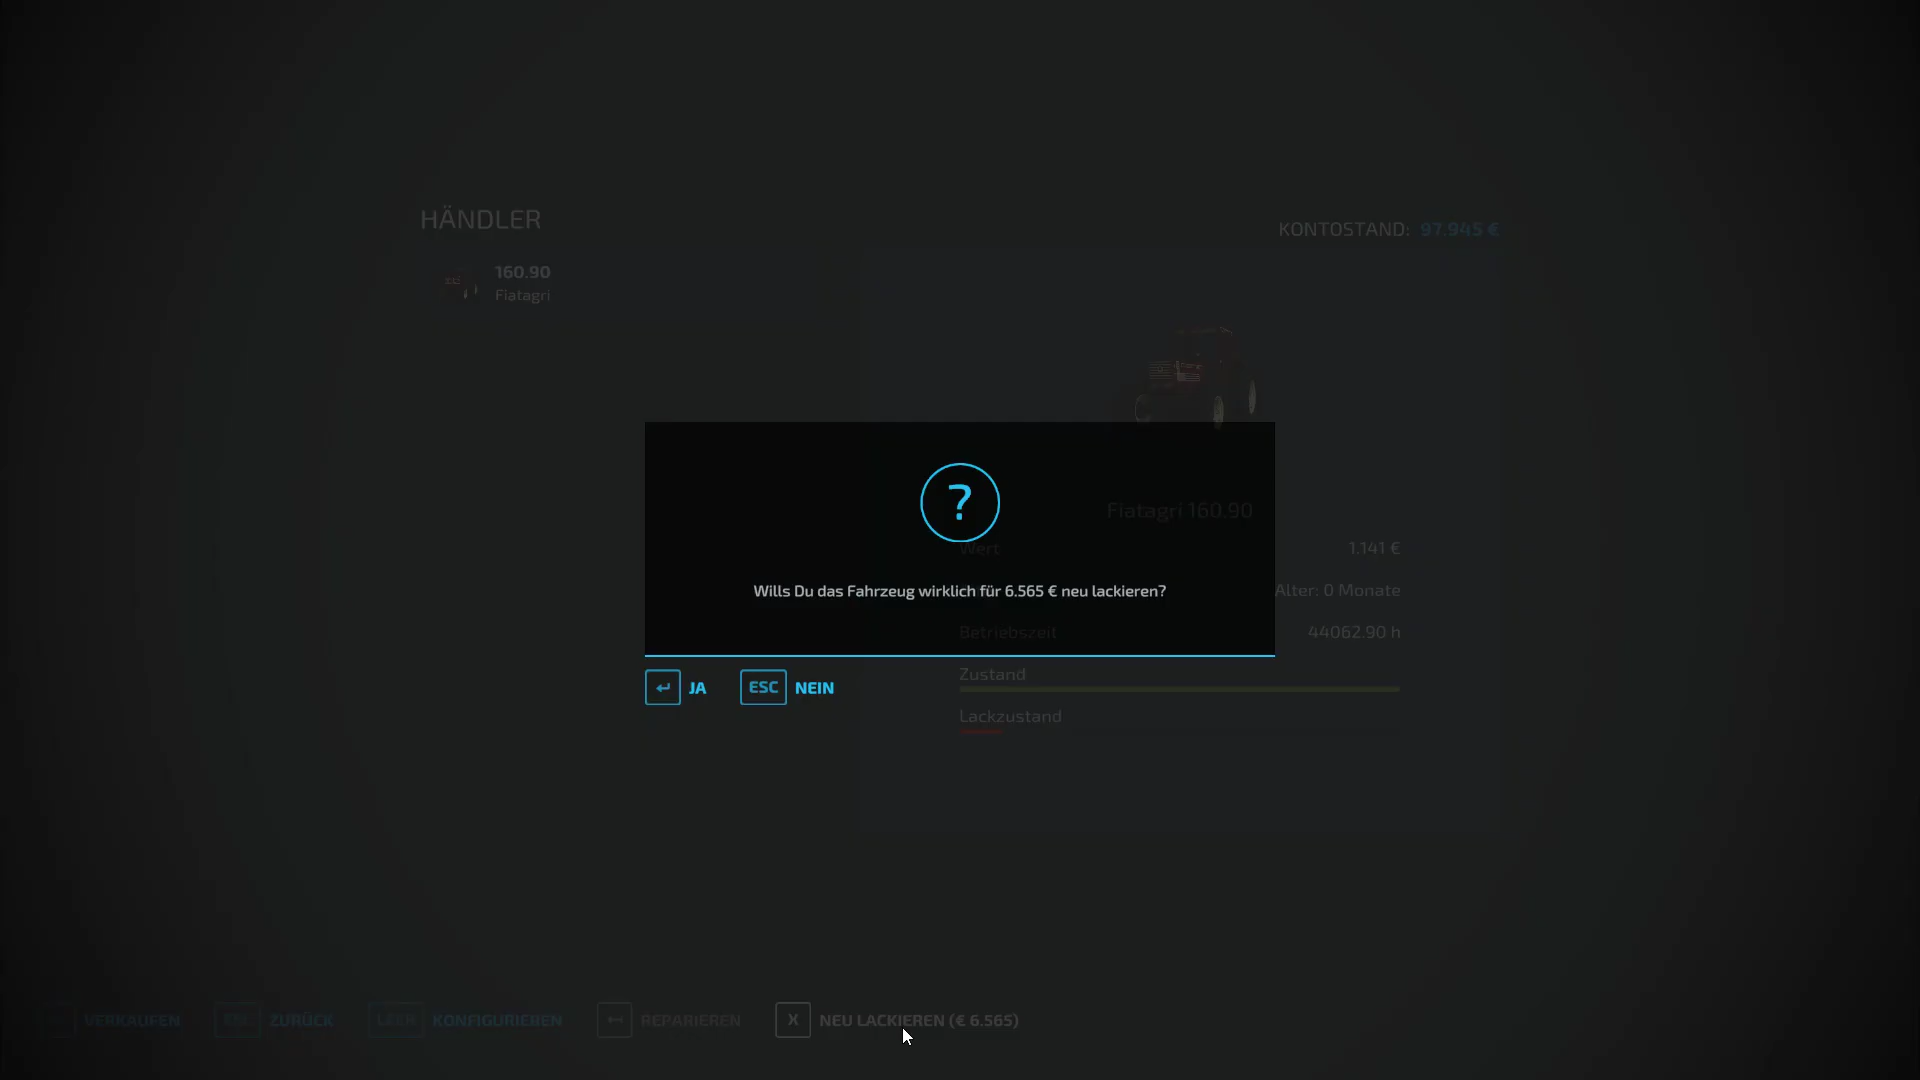 HÄNDLER
KONTOSTAND: 97.945 €
160.90
Fiatagri
?
Fiatagri 160.90
Wert 1.141 €
Wills Du das Fahrzeug wirklich für 6.565 € neu lackieren?
Alter: 0 Monate
Betriebszeit 44062.90 h
Zustand
JA ESC NEIN
Lackzustand
VERKAUFEN ESC ZURÜCK KONFIGURIEREN REPARIEREN X NEU LACKIEREN (€ 6.565)